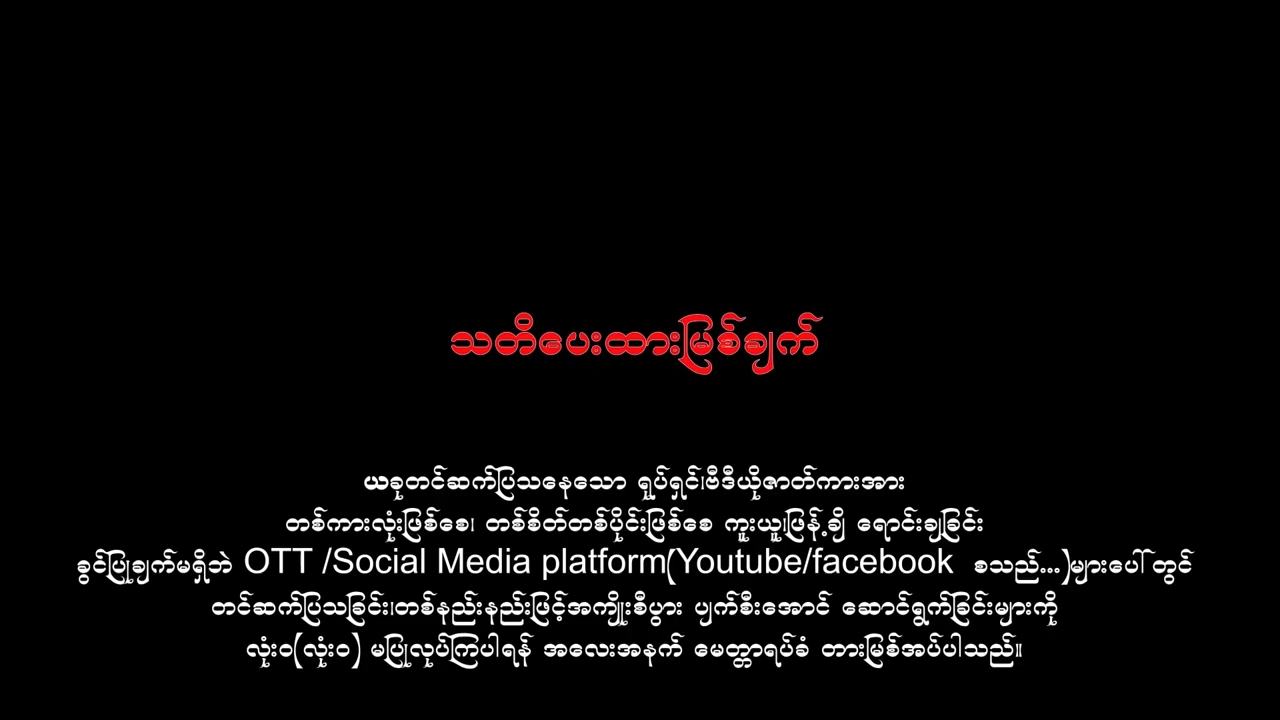 သတိပေးထားမြစ်ချက်
ယခုတင်ဆက်ပြသနေသော ရုပ်ရှင်၊ဗီဒီယိုဇာတ်ကားအား
တစ်ကားလုံးဖြစ်စေ၊ တစ်စိတ်တစ်ပိုင်းဖြစ်စေ ကူးယူ၊ဖြန့်ချိ ရောင်းချခြင်း
ခွင်ပြုချက်မရှိဘဲ OTT /Social Media platform(Youtube/facebook စသည်...)များပေါ်တွင်
တင်ဆက်ပြသခြင်း၊တစ်နည်းနည်းဖြင့်အကျိုးစီပွား ပျက်စီးအောင် ဆောင်ရွက်ခြင်းများကို
လုံးဝ(လုံးဝ) မပြုလုပ်ကြပါရန် အလေးအနက် မေတ္တာရပ်ခံ တားမြစ်အပ်ပါသည်။